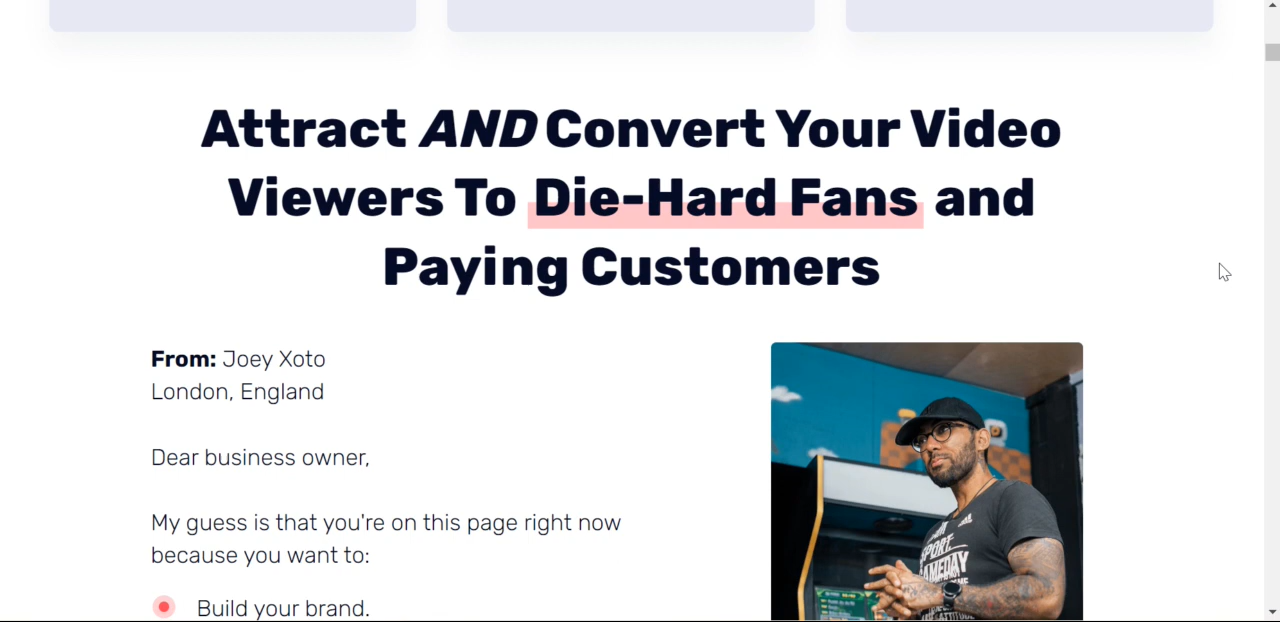 Attract AND Convert Your Video
Viewers To Die-Hard Fans and
Paying Customers
From: Joey Xoto
London, England
Dear business owner,
My guess is that you're on this page right now
because you want to:
Build your brand.
SPORT.
GAMEDAY